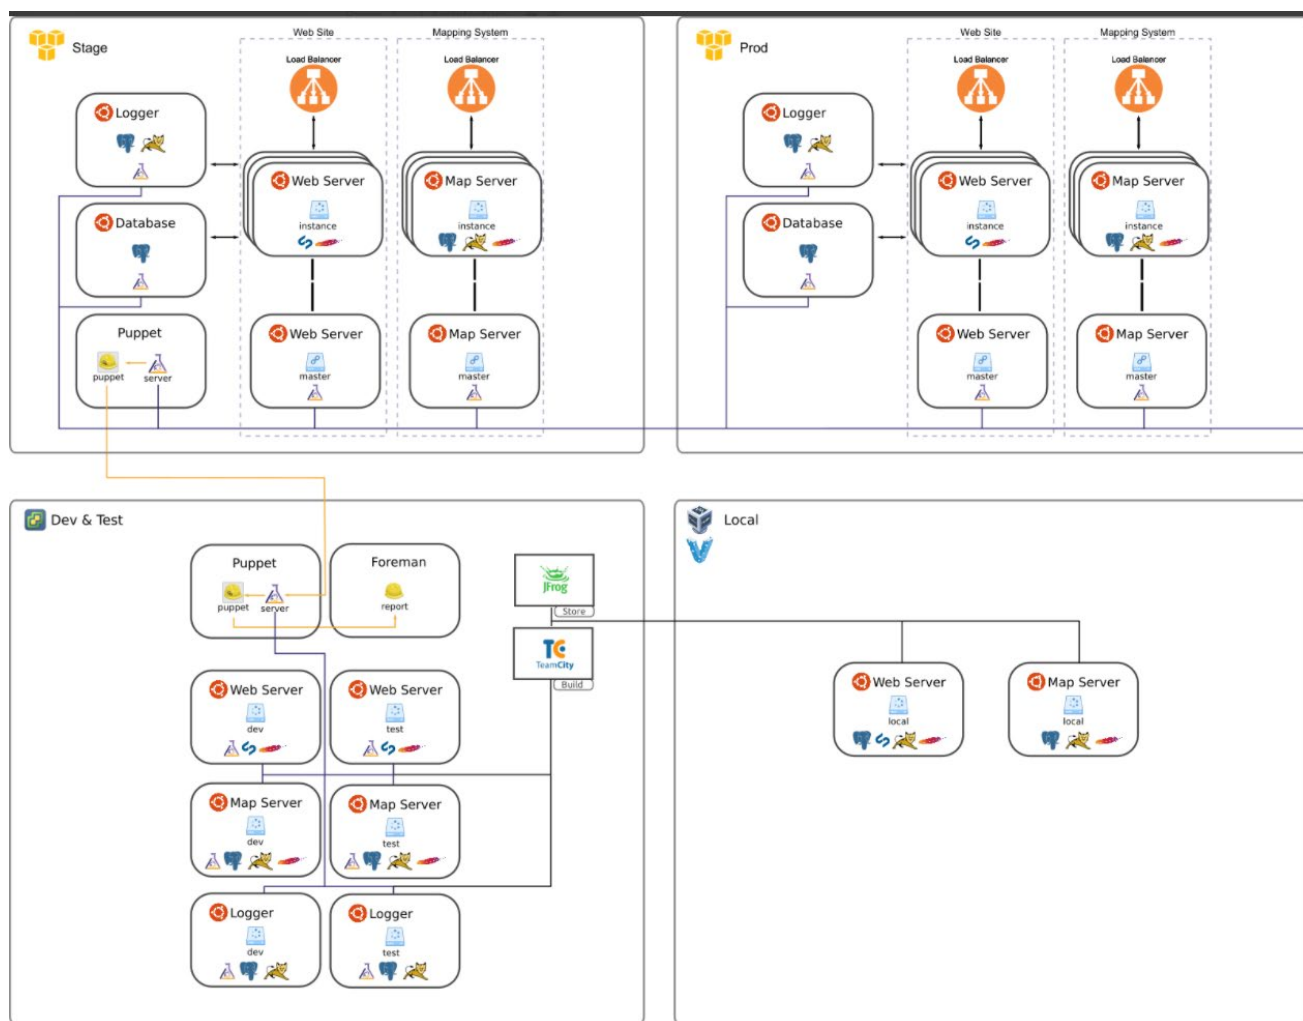 Stage
Web Site
Mapping System
Load Balancer
Load Balancer
Logger
Web Server
instance
Map Server
instance
Database
Puppet
puppet
server
Web Server
master
Map Server
master
Prod
Web Site
Mapping System
Load Balancer
Load Balancer
Logger
Web Server
instance
Map Server
instance
Database
Web Server
master
Map Server
master
Dev & Test
Puppet
puppet
server
Foreman
report
JFrog
Store
TC
TeamCity
Build
Web Server
dev
Web Server
test
Map Server
dev
Map Server
test
Logger
dev
Logger
test
Local
Web Server
local
Map Server
local